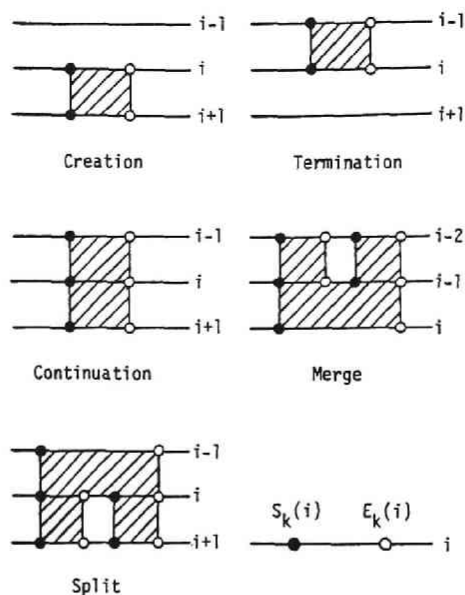 i-1
i
i+1
Creation
i-1
i
i+1
Termination
i-1
i
i+1
Continuation
i-2
i-1
i
Merge
i-1
i
i+1
Split
S_k(i) E_k(i)
i